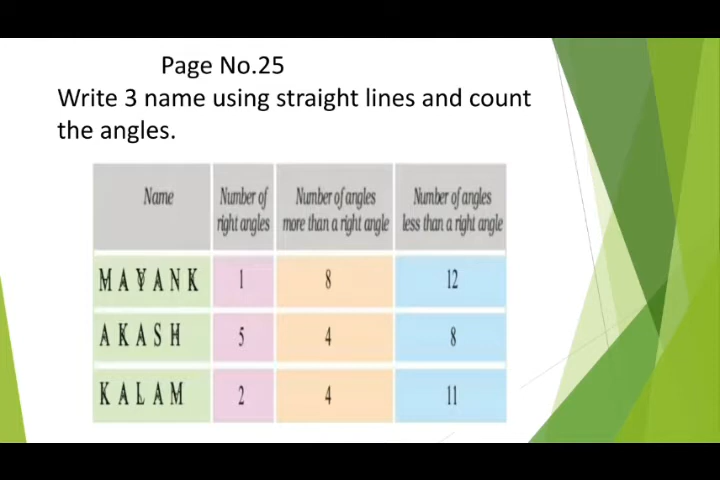 Page No.25
Write 3 name using straight lines and count
the angles.
Name
Number of
right angles
Number of angles
more than a right angle
Number of angles
less than a right angle
MAYANK 1 8 12
AKASH 5 4 8
KALAM 2 4 11